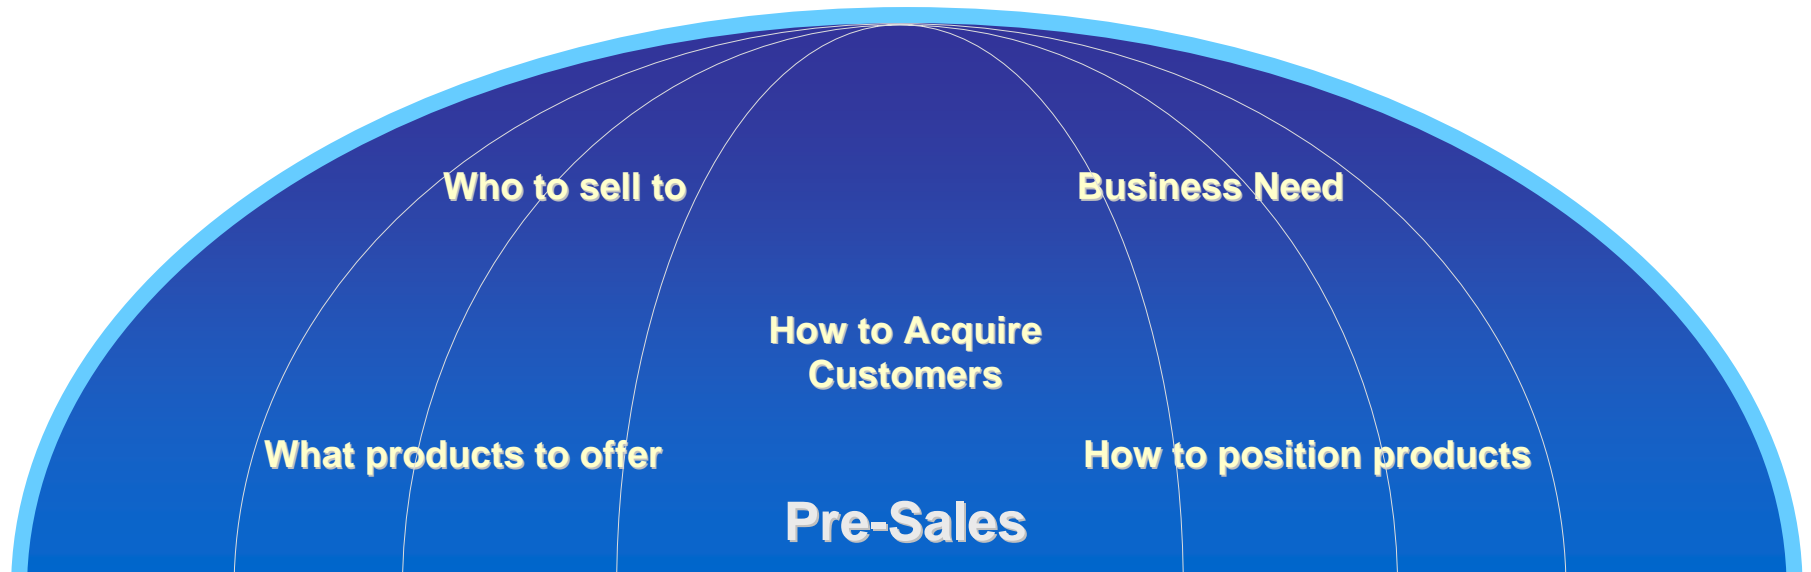 Who to sell to
Business Need
How to Acquire
Customers
What products to offer
How to position products
Pre-Sales